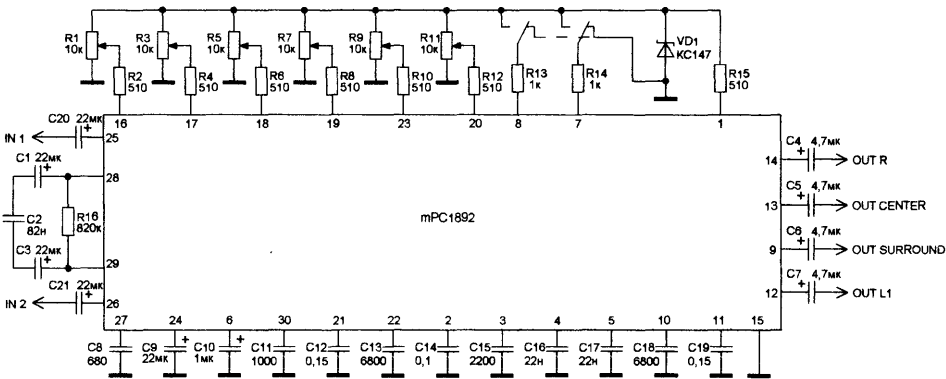 R1 10к
R3 10к
R5 10к
R7 10к
R9 10к
R11 10к
VD1 КС147
R2 510
R4 510
R6 510
R8 510
R10 510
R12 510
R13 1к
R14 1к
R15 510
16 17 18 19 23 20 8 7 1
C20 22мк
IN 1
25
C1 22мк
28
C2 82н
R16 820к
C3 22мк
29
C21 22мк
IN 2
26
mPC1892
C4 4,7мк
14
OUT R
C5 4,7мк
13
OUT CENTER
C6 4,7мк
9
OUT SURROUND
C7 4,7мк
12
OUT L1
27 24 6 30 21 22 2 3 4 5 10 11 15
C8 680
C9 22мк
C10 1мк
C11 1000
C12 0,15
C13 6800
C14 0,1
C15 2200
C16 22н
C17 22н
C18 6800
C19 0,15